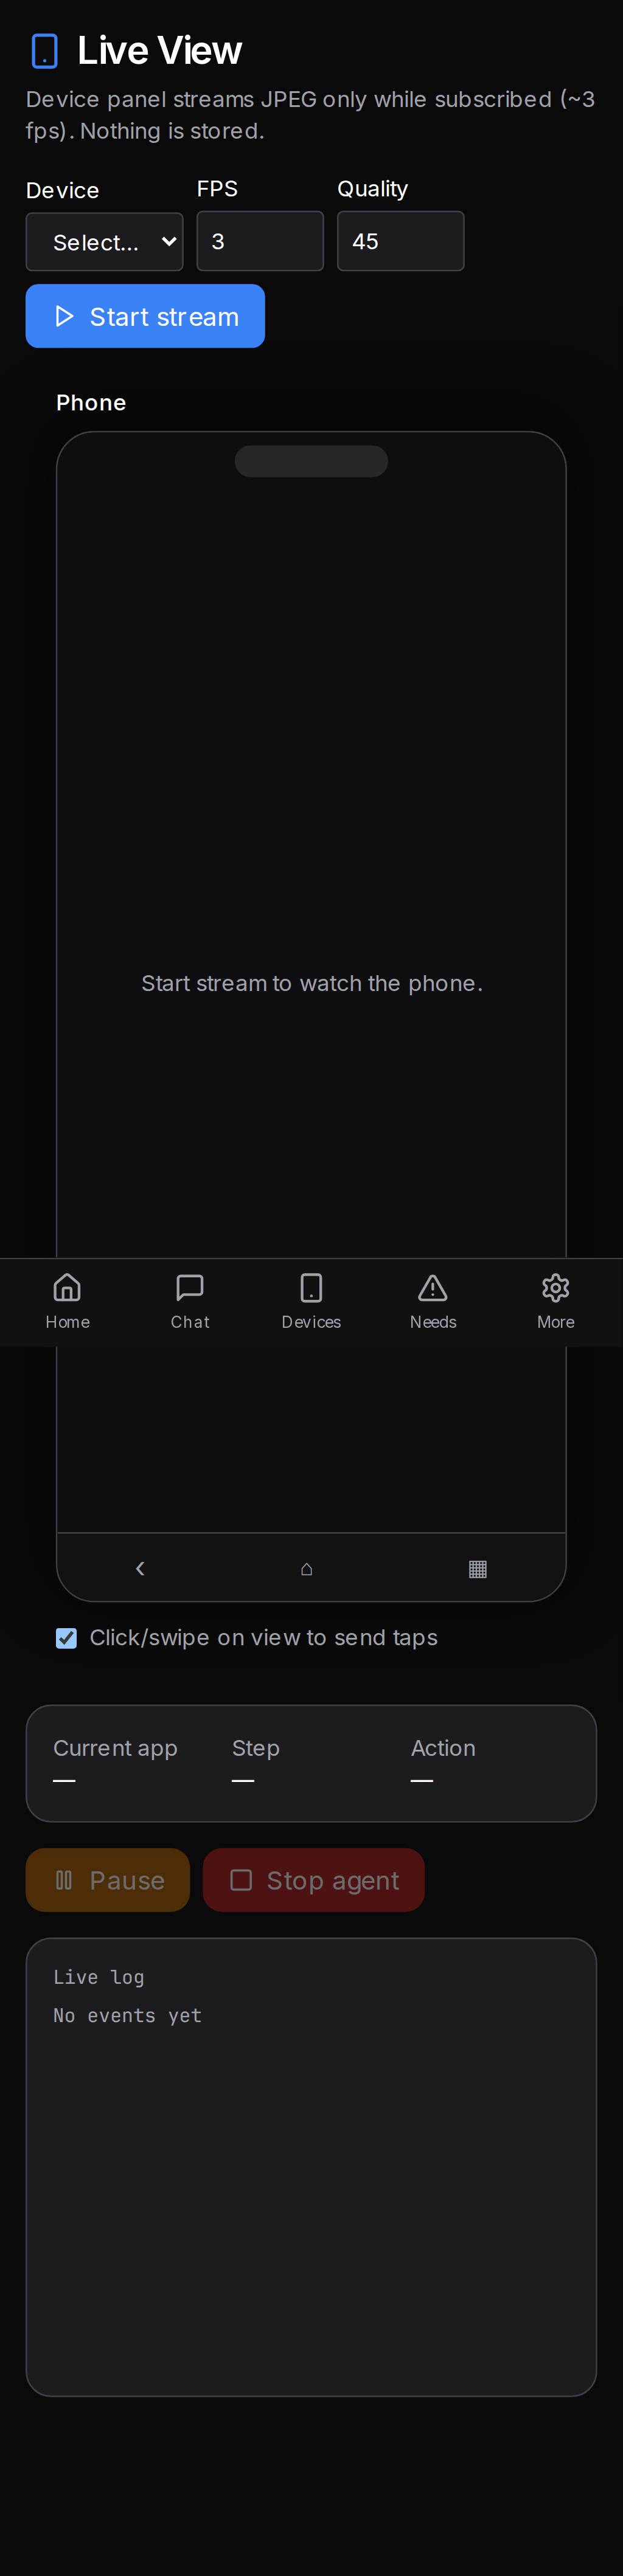 Live View
Device panel streams JPEG only while subscribed (~3
fps). Nothing is stored.
Device
FPS
Quality
Select...
3
45
Start stream
Phone
Start stream to watch the phone.
Home
Chat
Devices
Needs
More
Click/swipe on view to send taps
Current app
Step
Action
—
—
—
Pause
Stop agent
Live log
No events yet